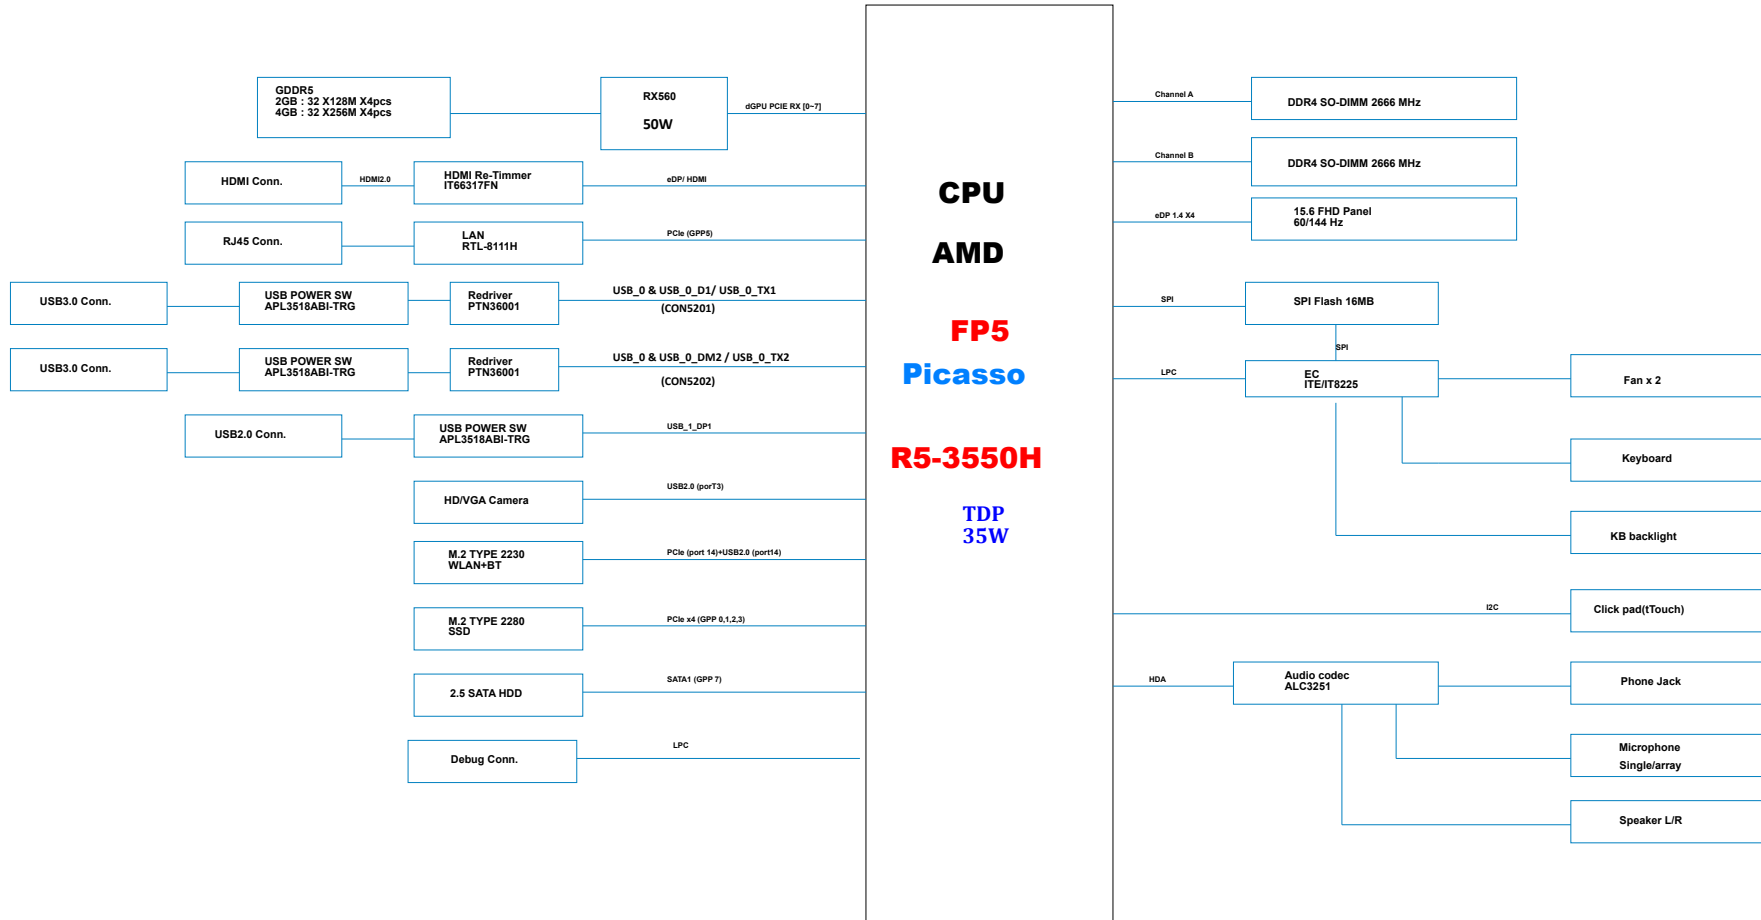 GDDR5
2GB : 32 X128M X4pcs
4GB : 32 X256M X4pcs
RX560
50W
dGPU PCIE RX [0~7]
HDMI Conn.
HDMI2.0
HDMI Re-Timmer
IT66317FN
eDP/ HDMI
RJ45 Conn.
LAN
RTL-8111H
PCIe (GPP5)
USB3.0 Conn.
USB POWER SW
APL3518ABI-TRG
Redriver
PTN36001
USB_0 & USB_0_D1/ USB_0_TX1
(CON5201)
USB3.0 Conn.
USB POWER SW
APL3518ABI-TRG
Redriver
PTN36001
USB_0 & USB_0_DM2 / USB_0_TX2
(CON5202)
USB2.0 Conn.
USB POWER SW
APL3518ABI-TRG
USB_1_DP1
HD/VGA Camera
USB2.0 (porT3)
M.2 TYPE 2230
WLAN+BT
PCIe (port 14)+USB2.0 (port14)
M.2 TYPE 2280
SSD
PCIe x4 (GPP 0,1,2,3)
2.5 SATA HDD
SATA1 (GPP 7)
Debug Conn.
LPC
CPU
AMD
FP5
Picasso
R5-3550H
TDP
35W
Channel A
DDR4 SO-DIMM 2666 MHz
Channel B
DDR4 SO-DIMM 2666 MHz
eDP 1.4 X4
15.6 FHD Panel
60/144 Hz
SPI
SPI Flash 16MB
SPI
LPC
EC
ITE/IT8225
Fan x 2
Keyboard
KB backlight
I2C
Click pad(tTouch)
HDA
Audio codec
ALC3251
Phone Jack
Microphone
Single/array
Speaker L/R